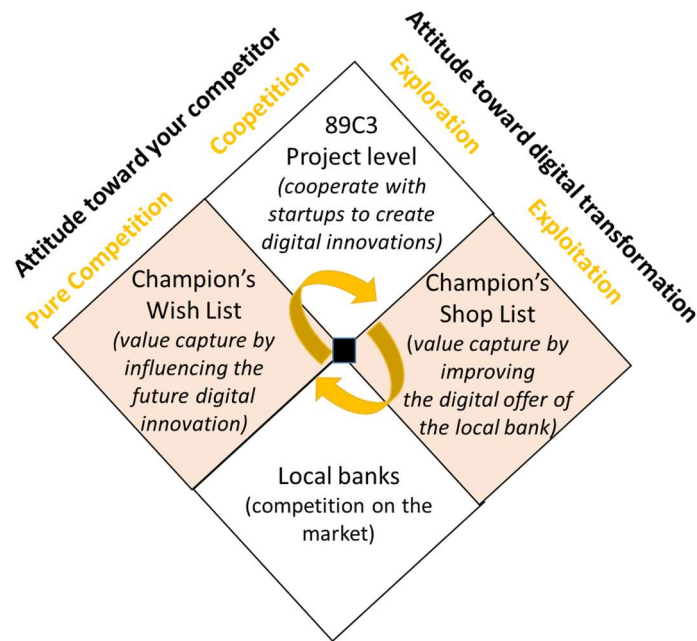 Attitude toward your competitor
Coopetition
Pure Competition
Attitude toward digital transformation
Exploration
Exploitation
89C3
Project level
(cooperate with
startups to create
digital innovations)
Champion's
Wish List
(value capture by
influencing the
future digital
innovation)
Champion's
Shop List
(value capture by
improving
the digital offer of
the local bank)
Local banks
(competition on the
market)